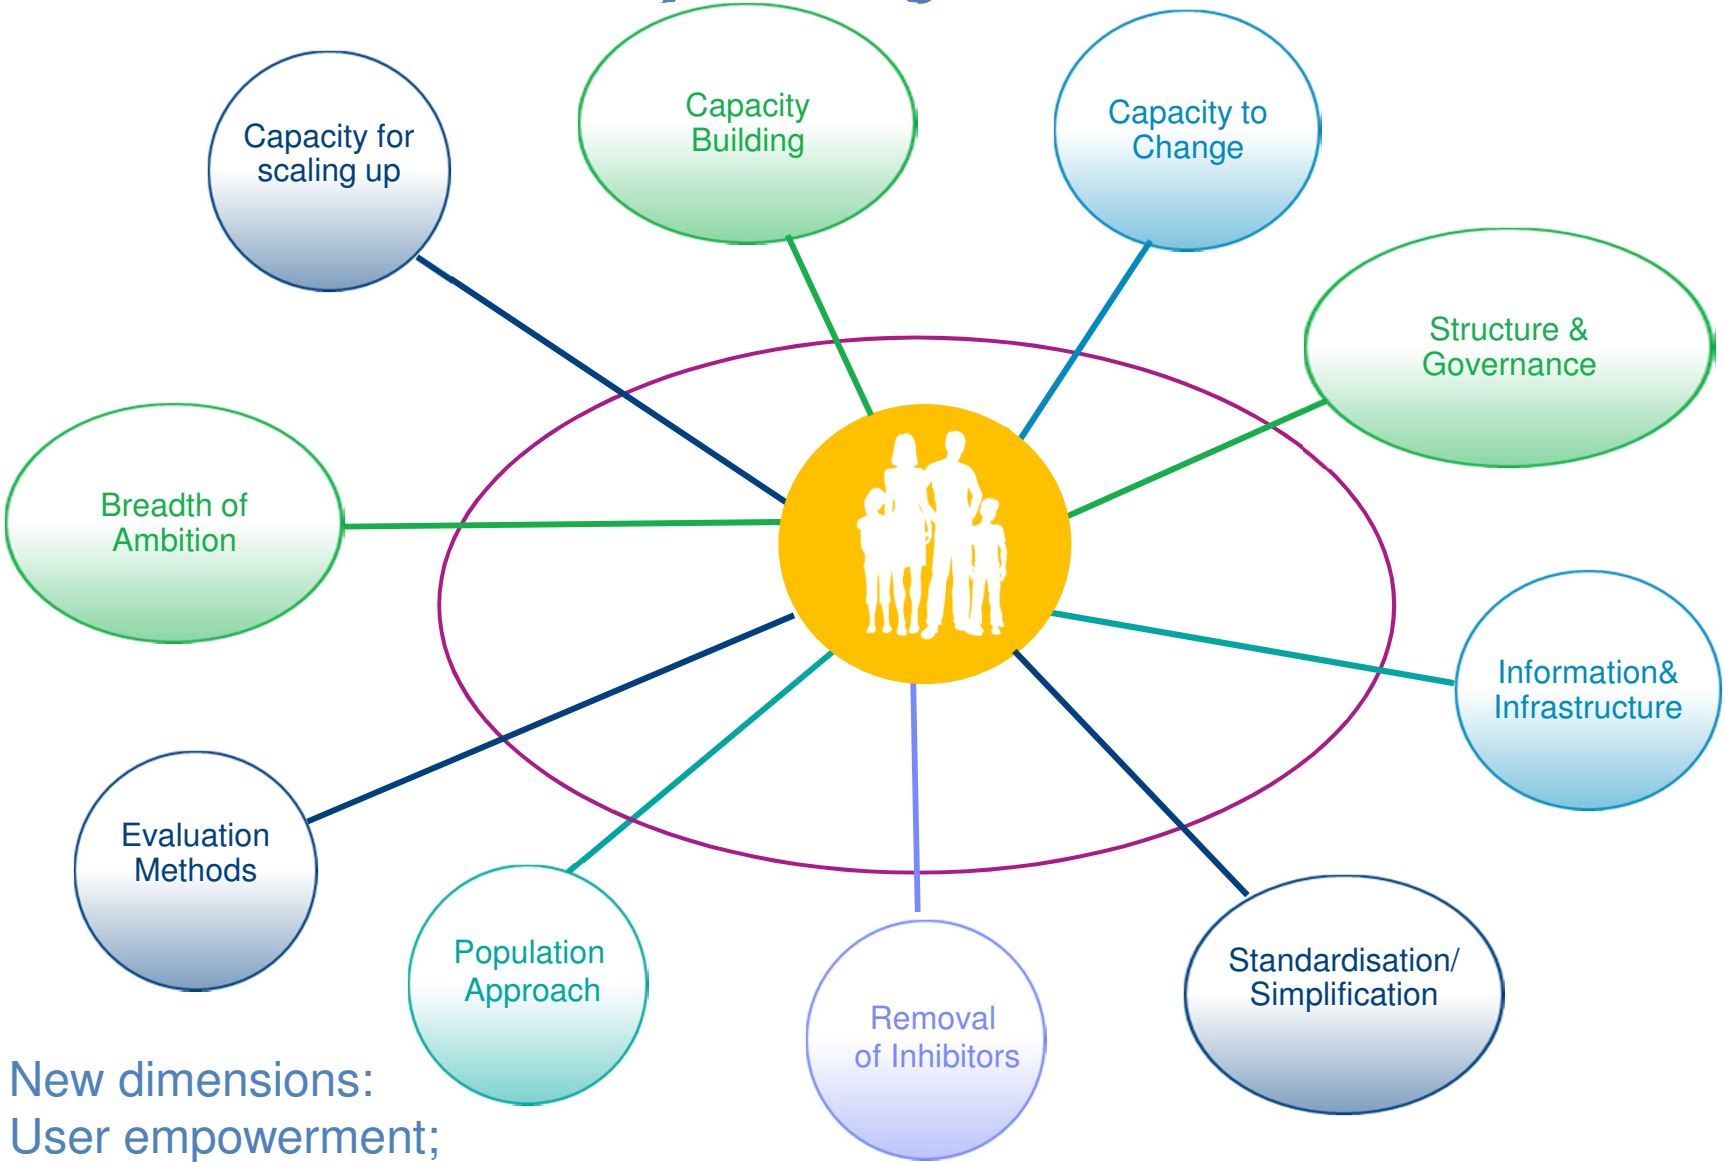 Capacity for
scaling up
Capacity
Building
Capacity to
Change
Structure &
Governance
Breadth of
Ambition
Information&
Infrastructure
Evaluation
Methods
Population
Approach
Removal
of Inhibitors
Standardisation/
Simplification
New dimensions:
User empowerment;